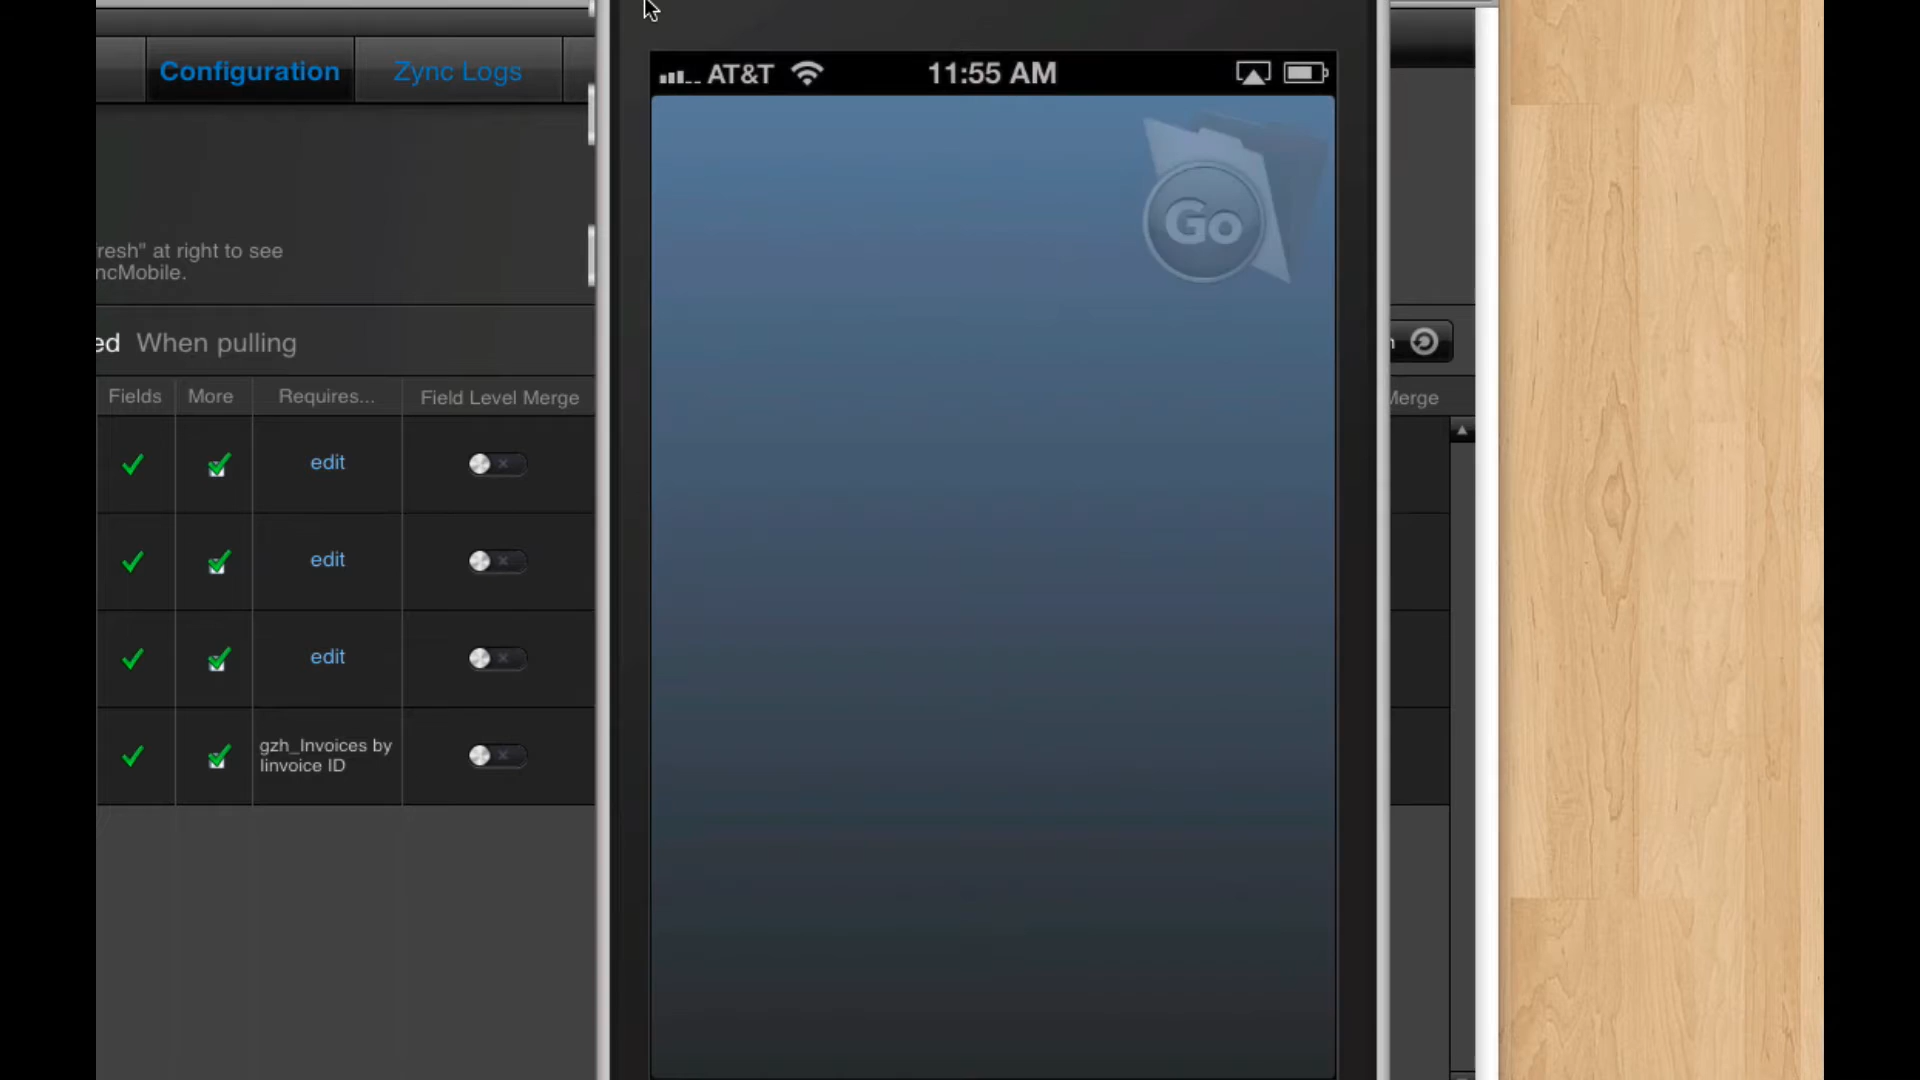 Configuration
Zync Logs
AT&T
11:55 AM
Go
resh" at right to see
ncMobile.
ed When pulling
Fields
More
Requires...
Field Level Merge
Merge
edit
edit
edit
gzh_Invoices by
Iinvoice ID